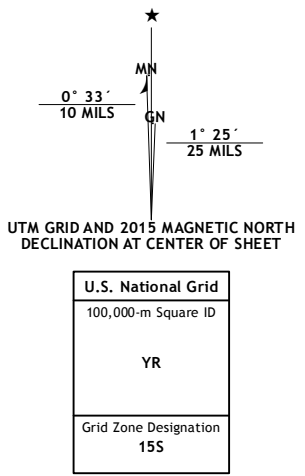 ★
MN
0° 33´
10 MILS
GN
1° 25´
25 MILS
UTM GRID AND 2015 MAGNETIC NORTH
DECLINATION AT CENTER OF SHEET
U.S. National Grid
100,000-m Square ID
YR
Grid Zone Designation
15S